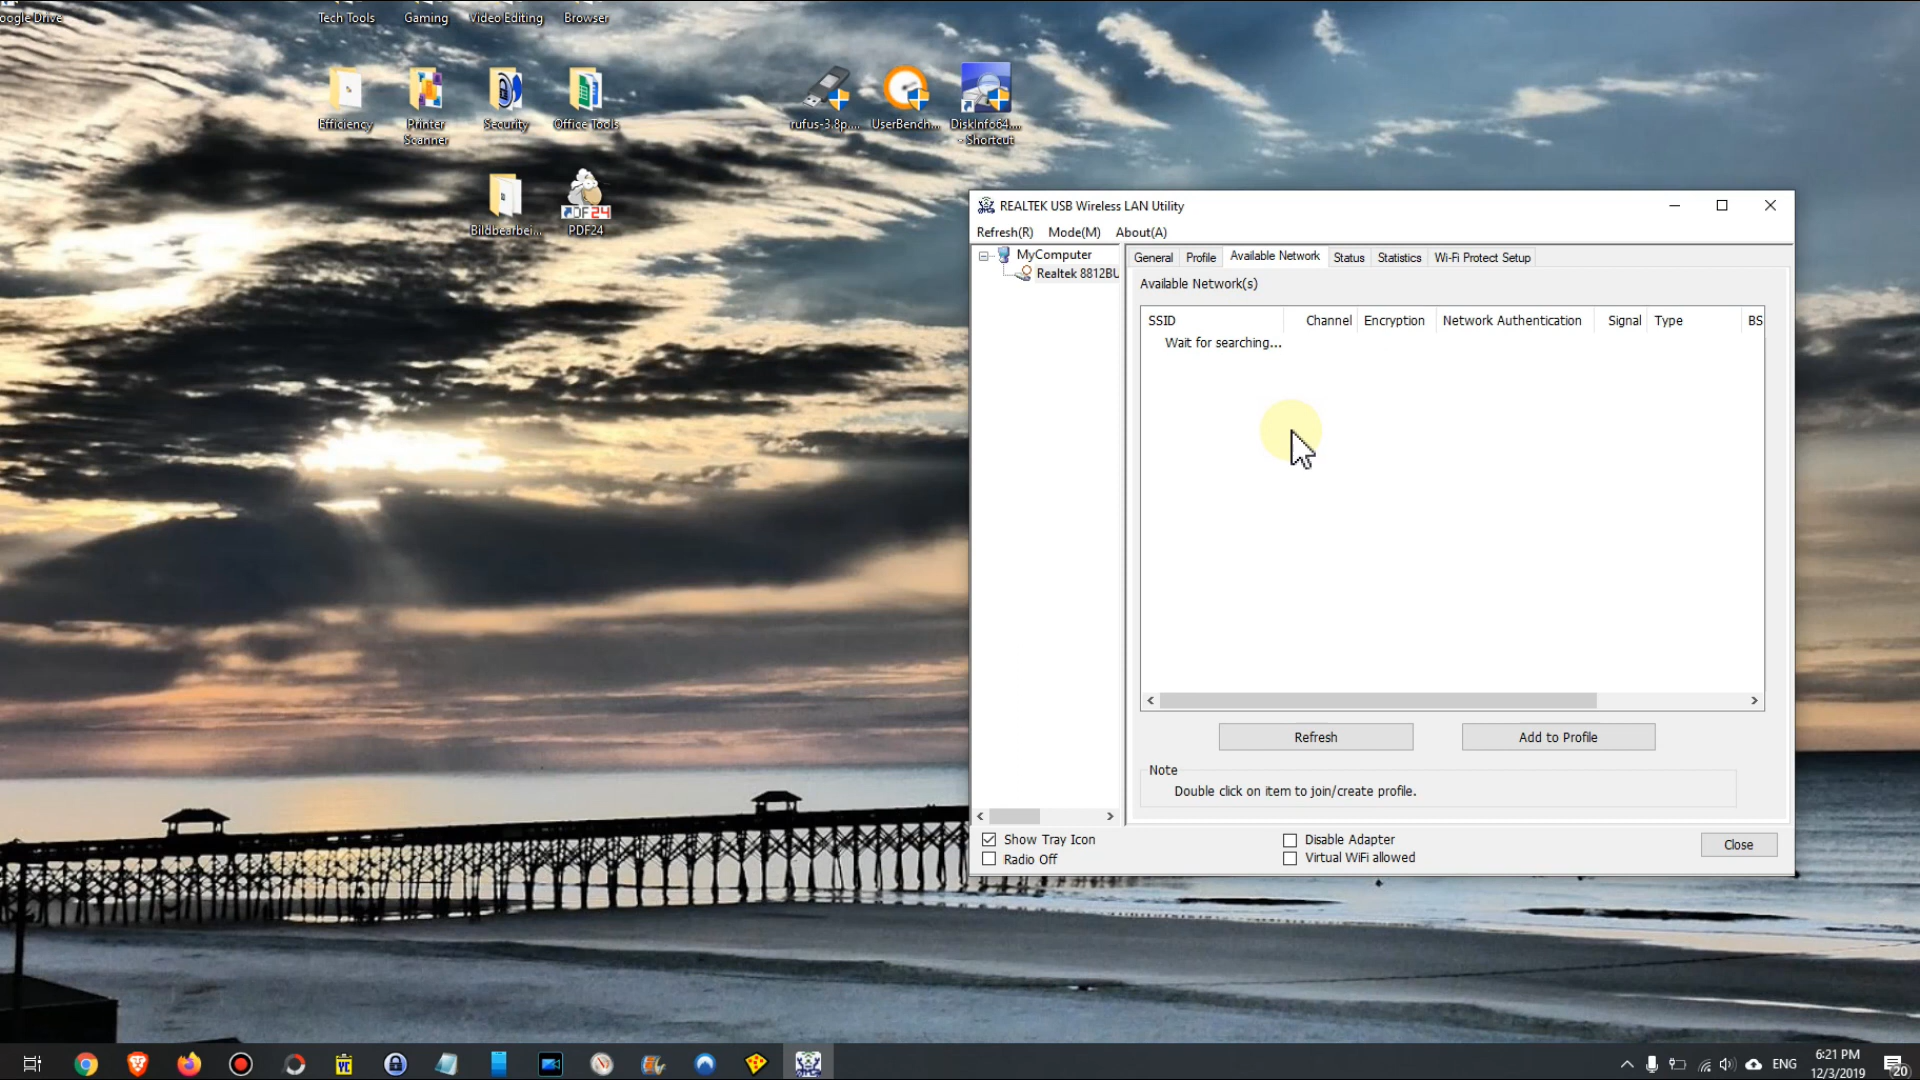 oogle Drive
Tech Tools
Gaming
Video Editing
Browser
Efficiency
Printer
Scanner
Security
Office Tools
rufus-3.8p....
UserBench...
DiskInfo64....
- Shortcut
Bildbearbei...
PDF24
REALTEK USB Wireless LAN Utility
Refresh(R) Mode(M) About(A)
MyComputer
Realtek 8812BU
General Profile Available Network Status Statistics Wi-Fi Protect Setup
Available Network(s)
SSID Channel Encryption Network Authentication Signal Type BS
Wait for searching...
Refresh
Add to Profile
Note
Double click on item to join/create profile.
Show Tray Icon
Radio Off
Disable Adapter
Virtual WiFi allowed
Close
ENG
6:21 PM
12/3/2019
20